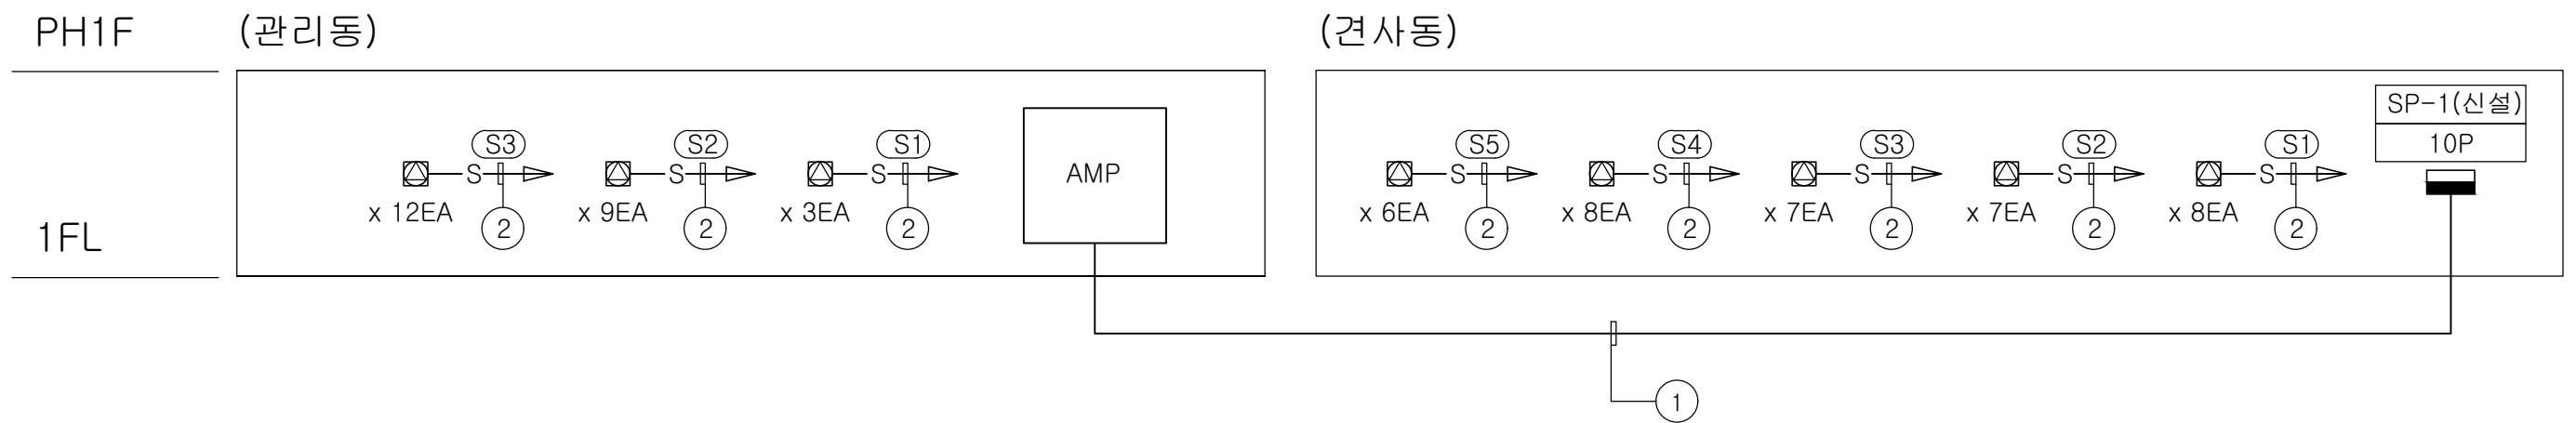 PH1F
(관리동)
(견사동)
SP-1(신설)
10P
S3
S2
S1
S5
S4
S3
S2
S1
AMP
S
S
S
S
S
S
S
S
x 12EA
x 9EA
x 3EA
x 6EA
x 8EA
x 7EA
x 7EA
x 8EA
2
2
2
2
2
2
2
2
1FL
1